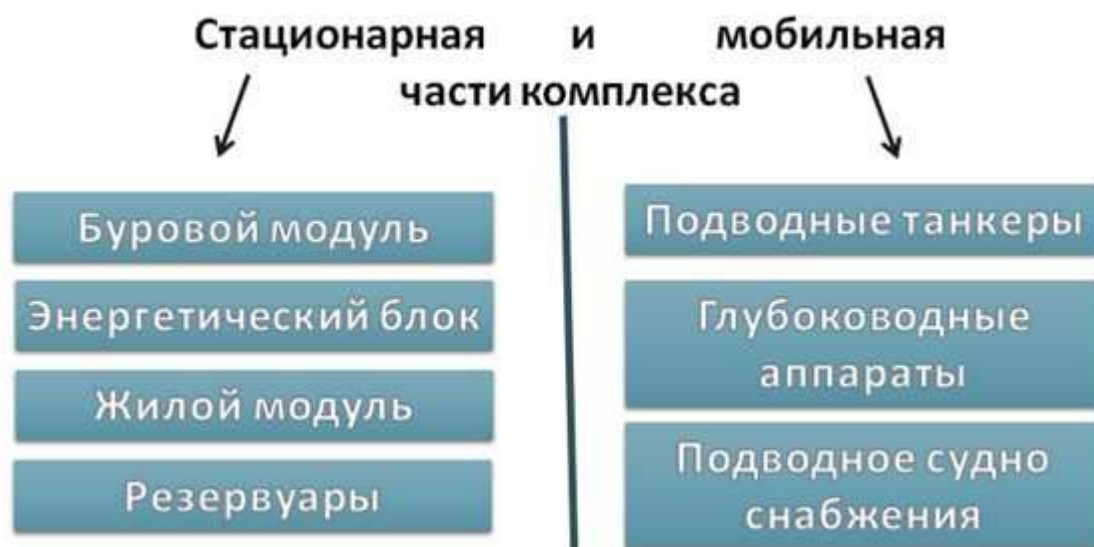 Стационарная и мобильная
части комплекса
Буровой модуль
Энергетический блок
Жилой модуль
Резервуары
Подводные танкеры
Глубоководные
аппараты
Подводное судно
снабжения